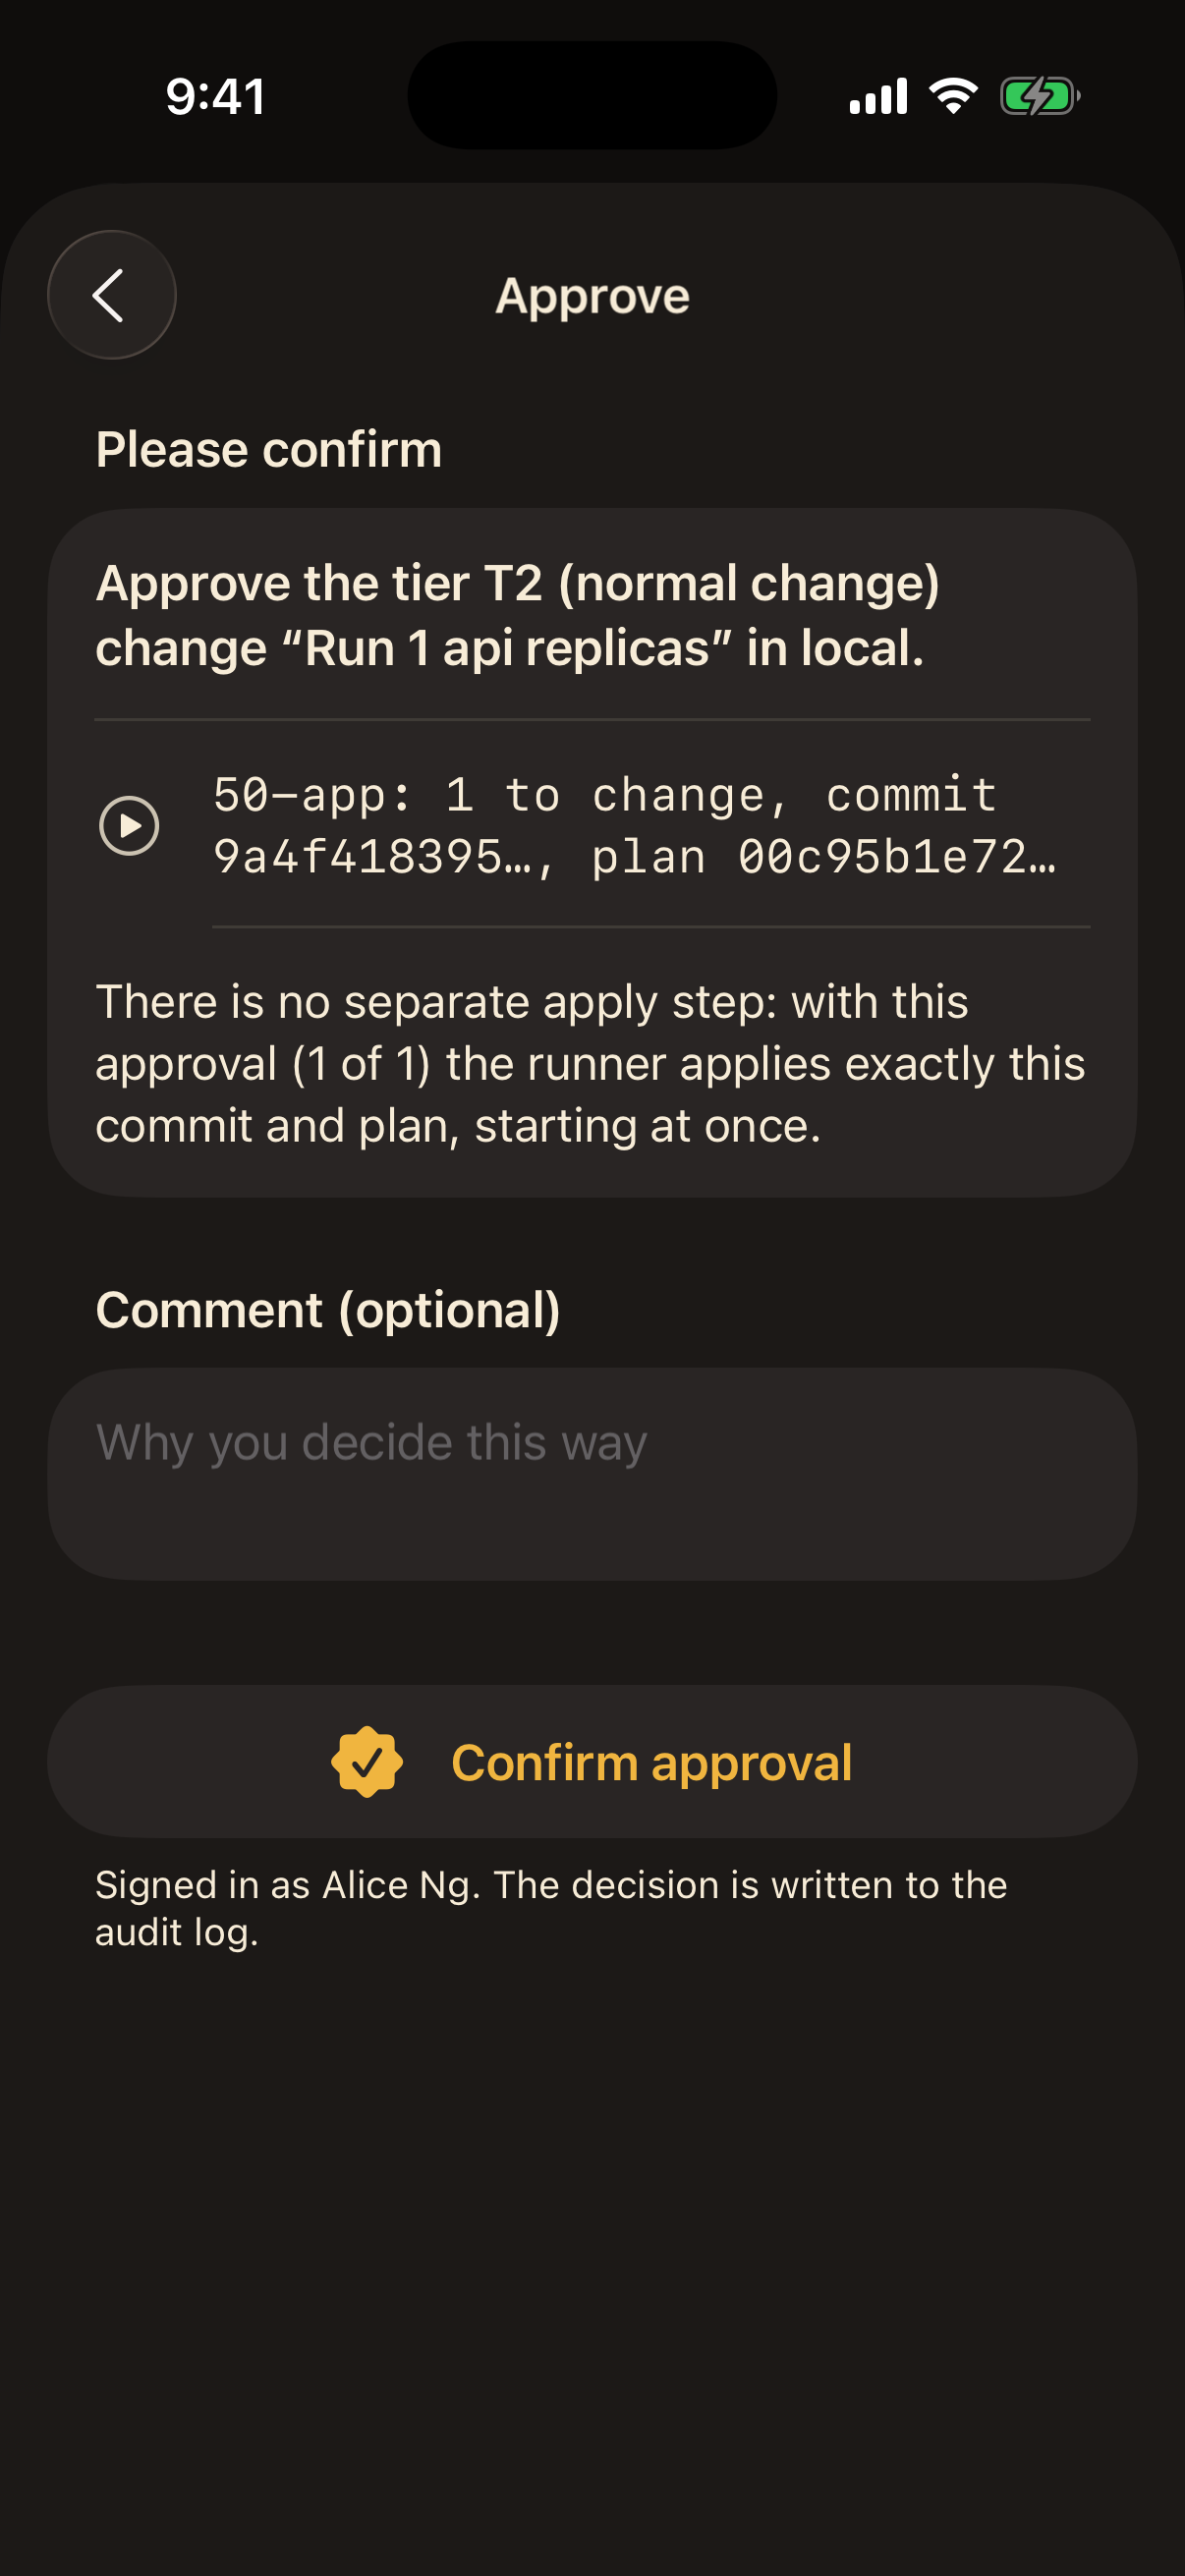 9:41
Approve
Please confirm
Approve the tier T2 (normal change)
change “Run 1 api replicas” in local.
50-app: 1 to change, commit
9a4f418395…, plan 00c95b1e72…
There is no separate apply step: with this
approval (1 of 1) the runner applies exactly this
commit and plan, starting at once.
Comment (optional)
Why you decide this way
Confirm approval
Signed in as Alice Ng. The decision is written to the
audit log.